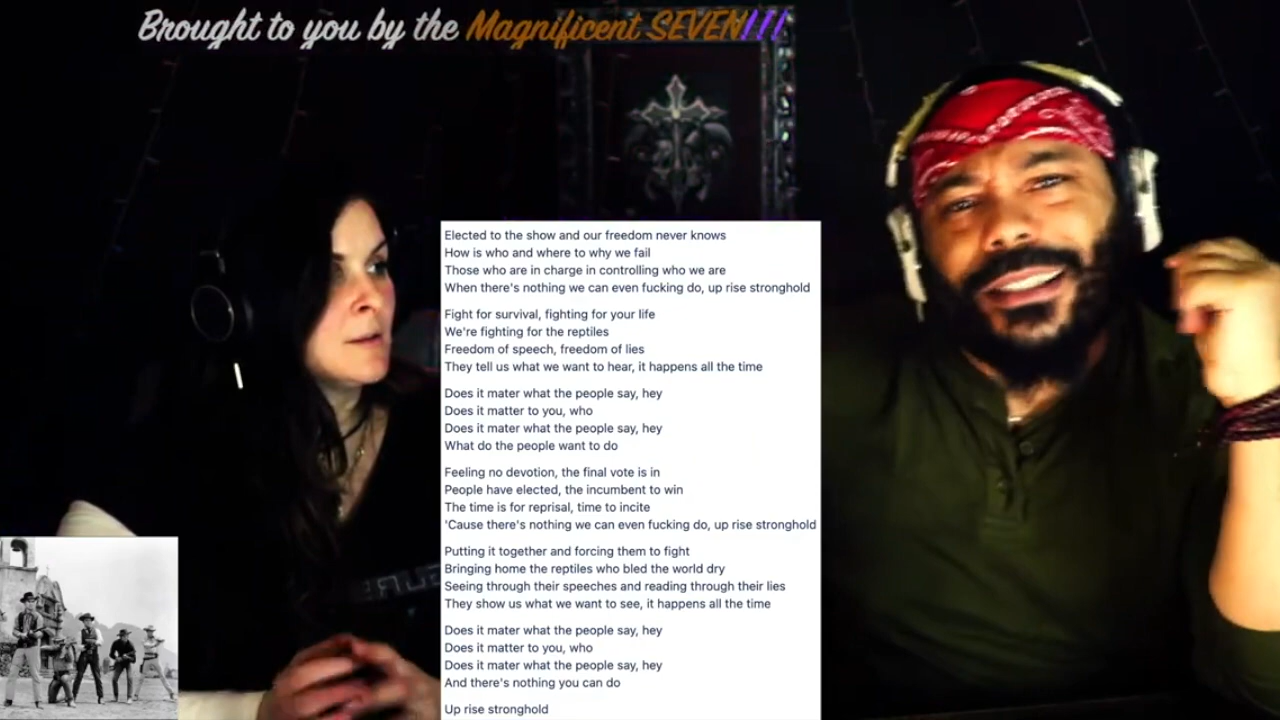 Brought to you by the Magnificent SEVEN!!!
Elected to the show and our freedom never knows
How is who and where to why we fail
Those who are in charge in controlling who we are
When there's nothing we can even fucking do, up rise stronghold
Fight for survival, fighting for your life
We're fighting for the reptiles
Freedom of speech, freedom of lies
They tell us what we want to hear, it happens all the time
Does it mater what the people say, hey
Does it matter to you, who
Does it mater what the people say, hey
What do the people want to do
Feeling no devotion, the final vote is in
People have elected, the incumbent to win
The time is for reprisal, time to incite
'Cause there's nothing we can even fucking do, up rise stronghold
Putting it together and forcing them to fight
Bringing home the reptiles who bled the world dry
Seeing through their speeches and reading through their lies
They show us what we want to see, it happens all the time
Does it mater what the people say, hey
Does it matter to you, who
Does it mater what the people say, hey
And there's nothing you can do
Up rise stronghold